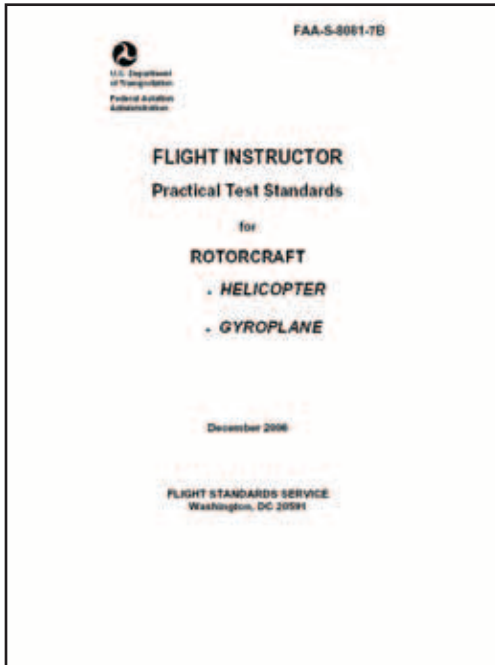 FAA-S-8081-7B
U.S. Department
of Transportation
Federal Aviation
Administration
FLIGHT INSTRUCTOR
Practical Test Standards
for
ROTORCRAFT
• HELICOPTER
• GYROPLANE
December 2006
FLIGHT STANDARDS SERVICE
Washington, DC 20591